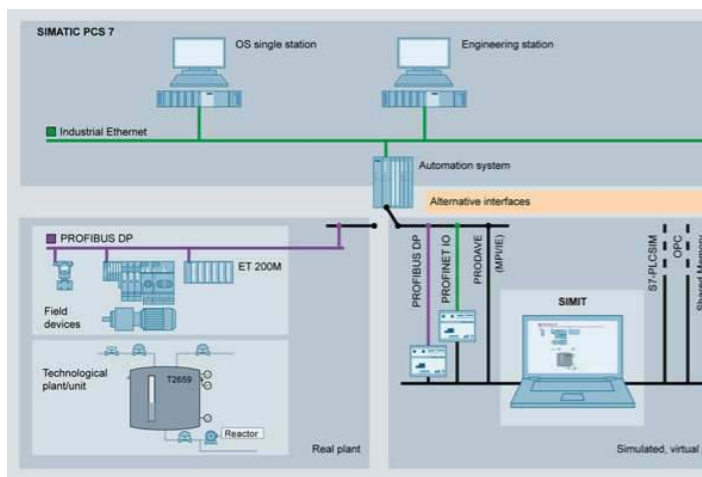 SIMATIC PCS 7
OS single station
Engineering station
Industrial Ethernet
Automation system
Alternative interfaces
PROFIBUS DP
ET 200M
Field
devices
Technological
plant/unit
T2659
Reactor
Real plant
PROFIBUS DP
PROFINET IO
PRODAVE
(MPI/IE)
S7-PLCSIM
OPC
Shared Memory
SIMIT
Simulated, virtual